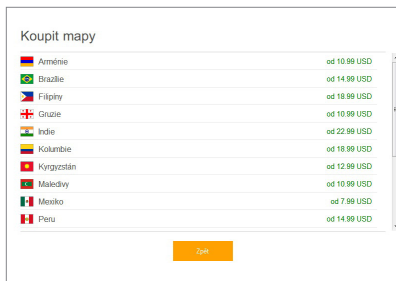 Koupit mapy
Arménie od 10.99 USD
Brazílie od 14.99 USD
Filipíny od 18.99 USD
Gruzie od 10.99 USD
Indie od 22.99 USD
Kolumbie od 18.99 USD
Kyrgyzstán od 12.99 USD
Maledivy od 10.99 USD
Mexiko od 7.99 USD
Peru od 14.99 USD
Zpět